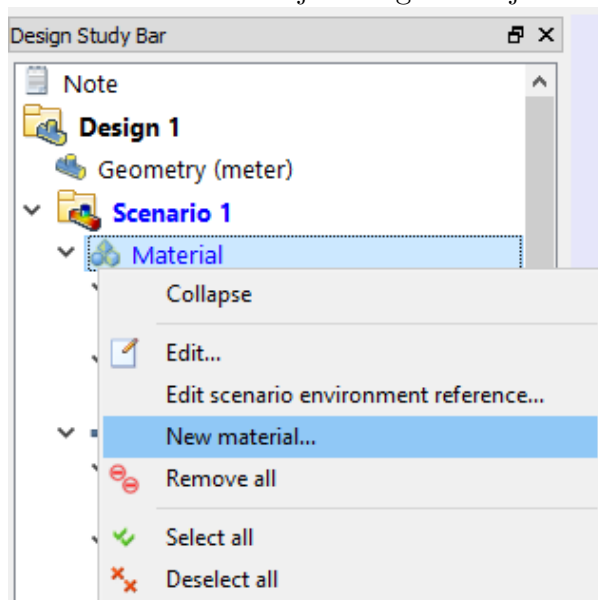 Design Study Bar
Note
Design 1
Geometry (meter)
Scenario 1
Material
Collapse
Edit...
Edit scenario environment reference...
New material...
Remove all
Select all
Deselect all